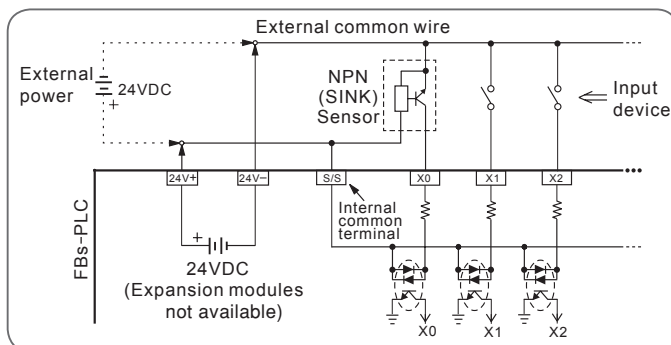 External common wire
External
power
24VDC
+
NPN
(SINK)
Sensor
Input
device
24V+
24V−
S/S
X0
X1
X2
FBs-PLC
+
24VDC
(Expansion modules
not available)
Internal
common
terminal
X0
X1
X2